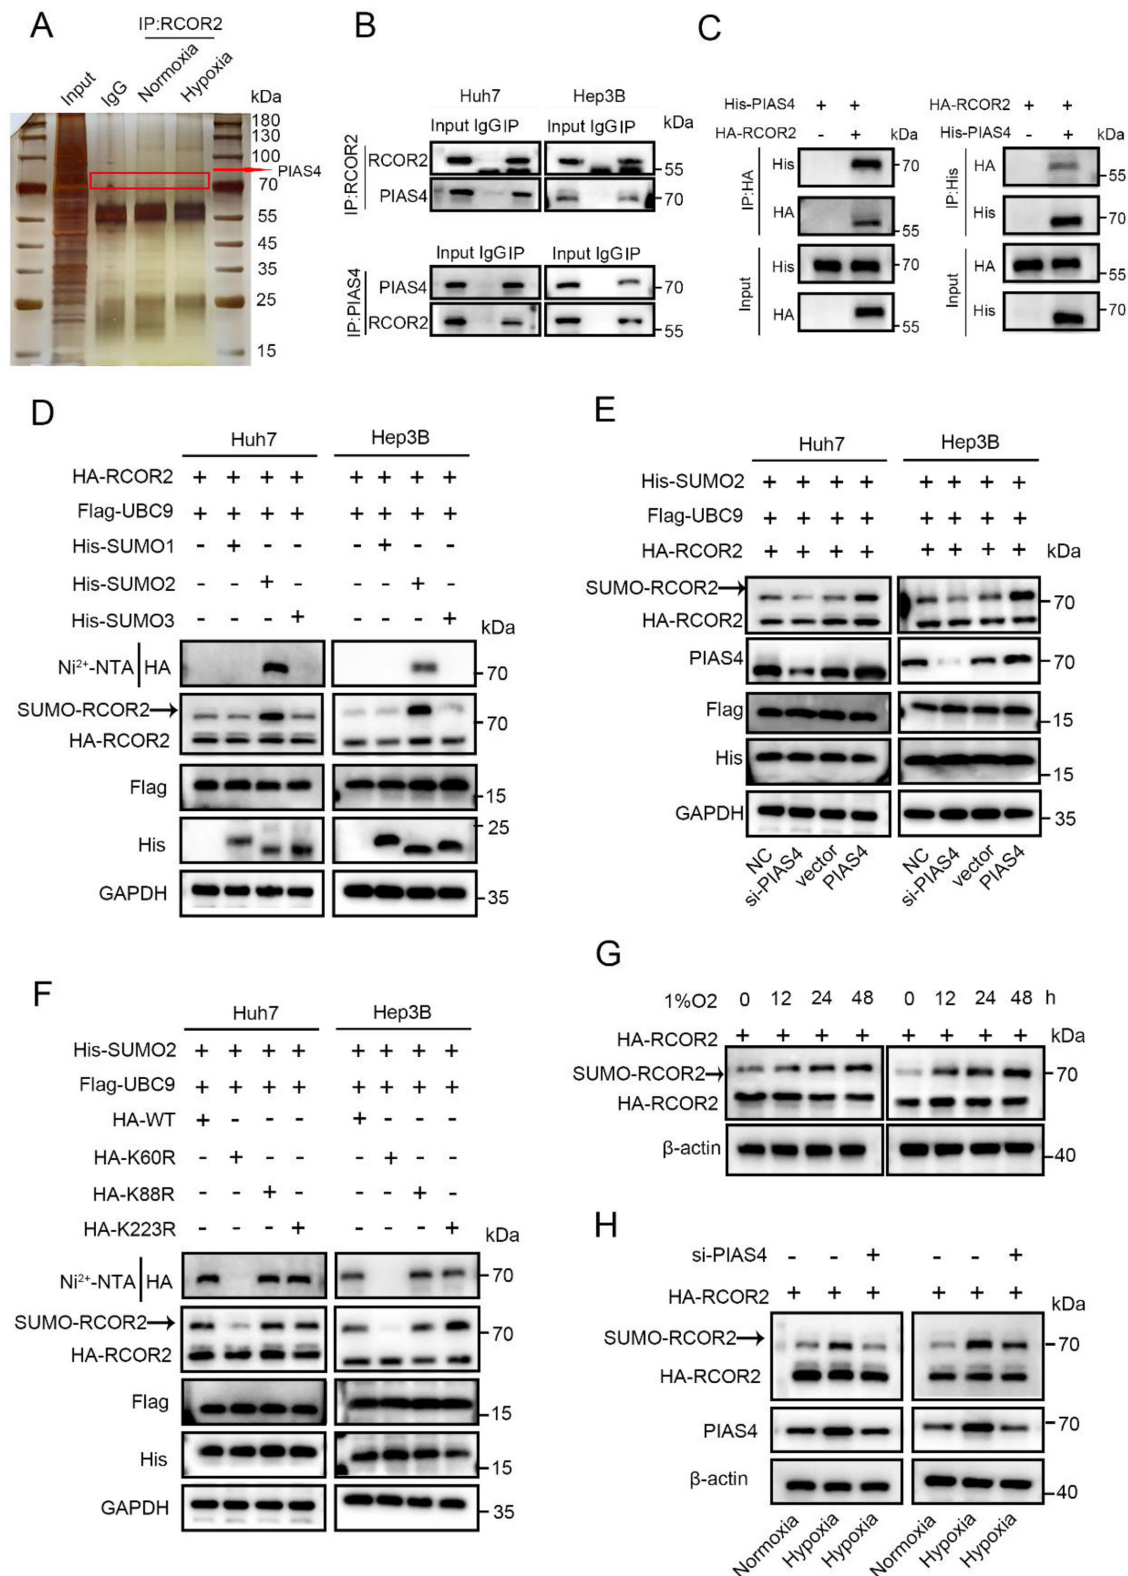 A
IP:RCOR2
Input
IgG
Normoxia
Hypoxia
kDa
180
130
100
PIAS4
70
55
45
35
25
15
B
Huh7 Hep3B
Input IgG IP Input IgG IP kDa
IP:RCOR2
RCOR2
55
PIAS4
70
Input IgG IP Input IgG IP
IP:PIAS4
PIAS4
70
RCOR2
55
C
His-PIAS4 + +
HA-RCOR2 - + kDa
IP:HA
His 70
HA 55
Input
His 70
HA 55
HA-RCOR2 + +
His-PIAS4 - + kDa
IP:His
HA 55
His 70
Input
HA 55
His 70
D
Huh7 Hep3B
HA-RCOR2 + + + + + + + +
Flag-UBC9 + + + + + + + +
His-SUMO1 - + - - - + - -
His-SUMO2 - - + - - - + -
His-SUMO3 - - - + - - - +
kDa
Ni²⁺-NTA HA 70
SUMO-RCOR2 70
HA-RCOR2
Flag 15
25
His
GAPDH 35
E
Huh7 Hep3B
His-SUMO2 + + + + + + + +
Flag-UBC9 + + + + + + + +
HA-RCOR2 + + + + + + + + kDa
SUMO-RCOR2
70
HA-RCOR2
PIAS4 70
Flag 15
His 15
GAPDH 35
NC si-PIAS4 vector PIAS4 NC si-PIAS4 vector PIAS4
F
Huh7 Hep3B
His-SUMO2 + + + + + + + +
Flag-UBC9 + + + + + + + +
HA-WT + - - - + - - -
HA-K60R - + - - - + - -
HA-K88R - - + - - - + -
HA-K223R - - - + - - - +
kDa
Ni²⁺-NTA HA 70
SUMO-RCOR2 70
HA-RCOR2
Flag 15
His 15
GAPDH 35
G
1%O2 0 12 24 48 0 12 24 48 h
HA-RCOR2 + + + + + + + + kDa
SUMO-RCOR2 70
HA-RCOR2
β-actin 40
H
si-PIAS4 - - + - - +
HA-RCOR2 + + + + + + kDa
SUMO-RCOR2 70
HA-RCOR2
PIAS4 70
β-actin 40
Normoxia Hypoxia Hypoxia Normoxia Hypoxia Hypoxia